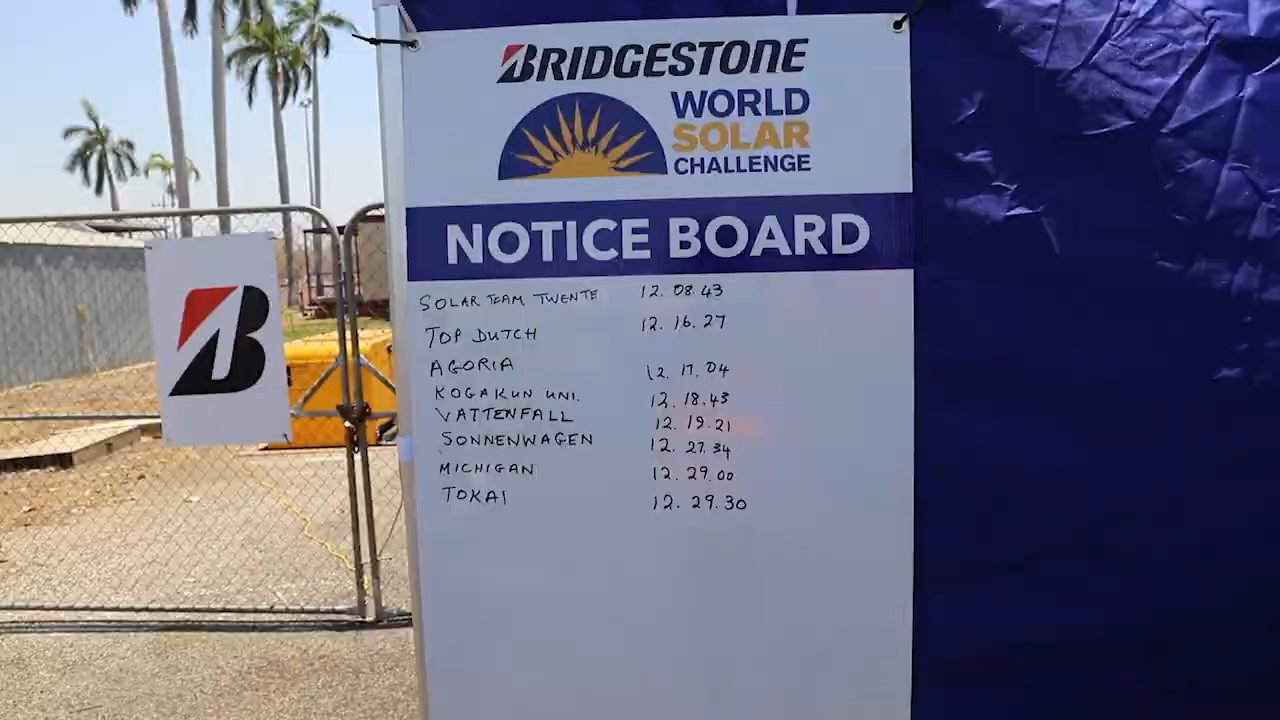 BRIDGESTONE
WORLD
SOLAR
CHALLENGE
NOTICE BOARD
SOLAR TEAM TWENTE 12.08.43
TOP DUTCH 12.16.27
AGORIA 12.17.04
KOGAKUN UNI. 12.18.43
VATTENFALL 12.19.21
SONNENWAGEN 12.27.34
MICHIGAN 12.29.00
TOKAI 12.29.30
B